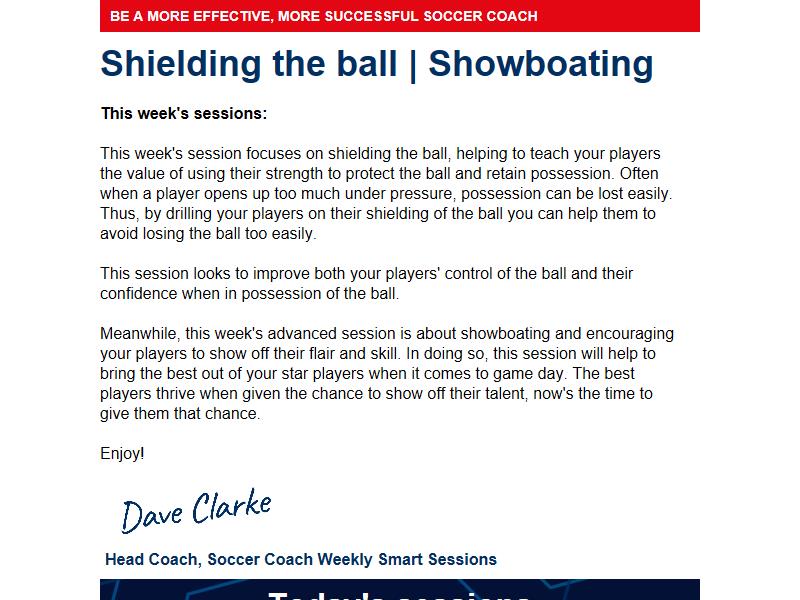 BE A MORE EFFECTIVE, MORE SUCCESSFUL SOCCER COACH
Shielding the ball | Showboating
This week's sessions:
This week's session focuses on shielding the ball, helping to teach your players
the value of using their strength to protect the ball and retain possession. Often
when a player opens up too much under pressure, possession can be lost easily.
Thus, by drilling your players on their shielding of the ball you can help them to
avoid losing the ball too easily.
This session looks to improve both your players' control of the ball and their
confidence when in possession of the ball.
Meanwhile, this week's advanced session is about showboating and encouraging
your players to show off their flair and skill. In doing so, this session will help to
bring the best out of your star players when it comes to game day. The best
players thrive when given the chance to show off their talent, now's the time to
give them that chance.
Enjoy!
Dave Clarke
Head Coach, Soccer Coach Weekly Smart Sessions
Today's sessions